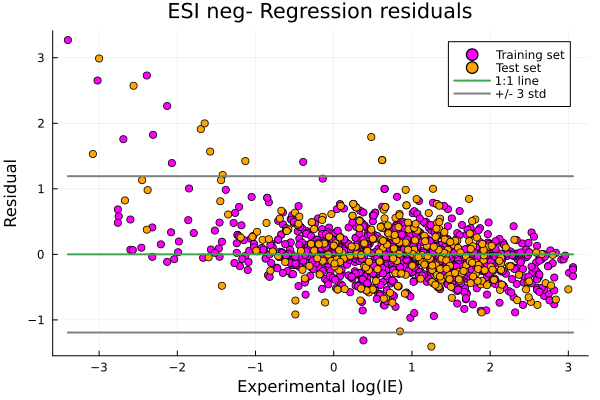 ESI neg- Regression residuals
Training set
Test set
1:1 line
+/- 3 std
3
2
1
0
−1
Residual
−3
−2
−1
0
1
2
3
Experimental log(IE)